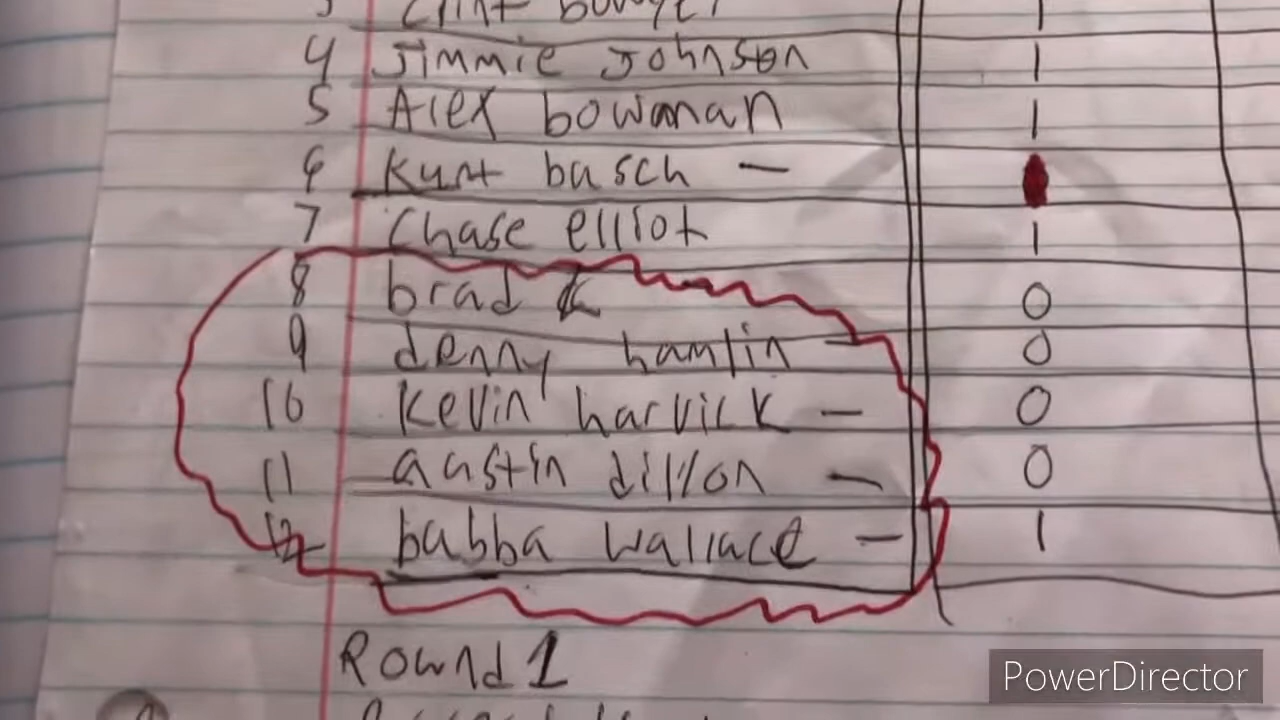 4 Jimmie Johnson 1
5 Alex bowman 1
6 Kurt busch —
7 Chase elliot 1
8 brad K 0
9 denny hamlin — 0
10 Kevin harvick — 0
11 austin dillon — 0
12 bubba wallace — 1
Round 1
PowerDirector